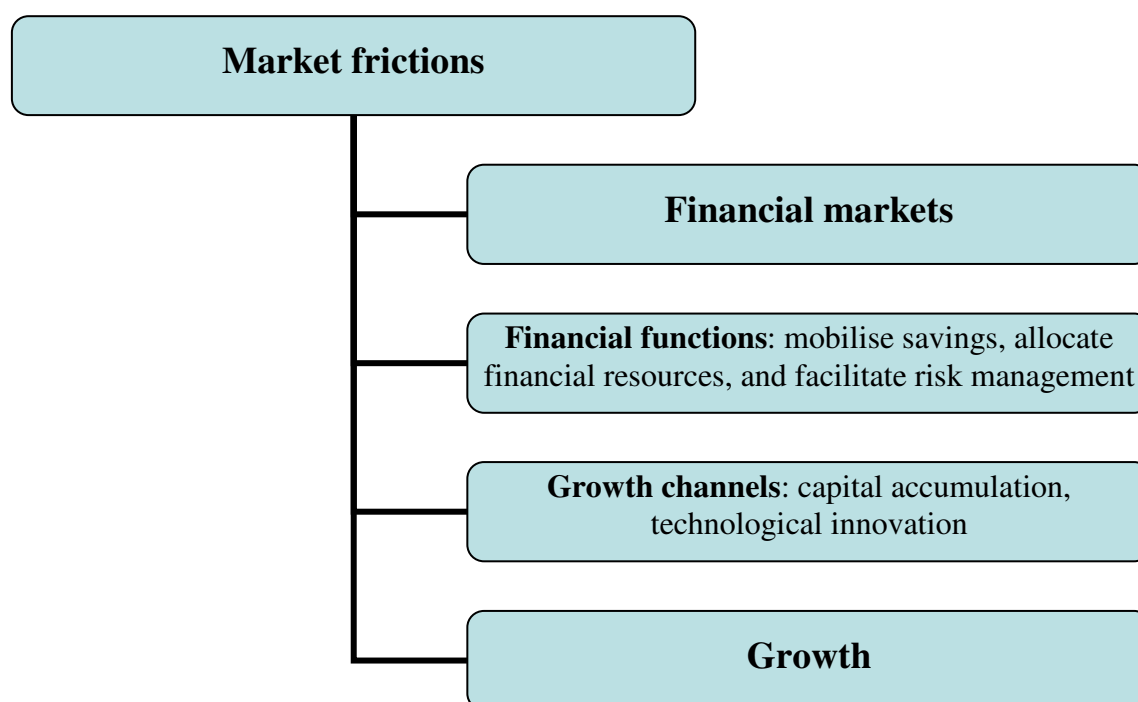 Market frictions
Financial markets
Financial functions: mobilise savings, allocate
financial resources, and facilitate risk management
Growth channels: capital accumulation,
technological innovation
Growth